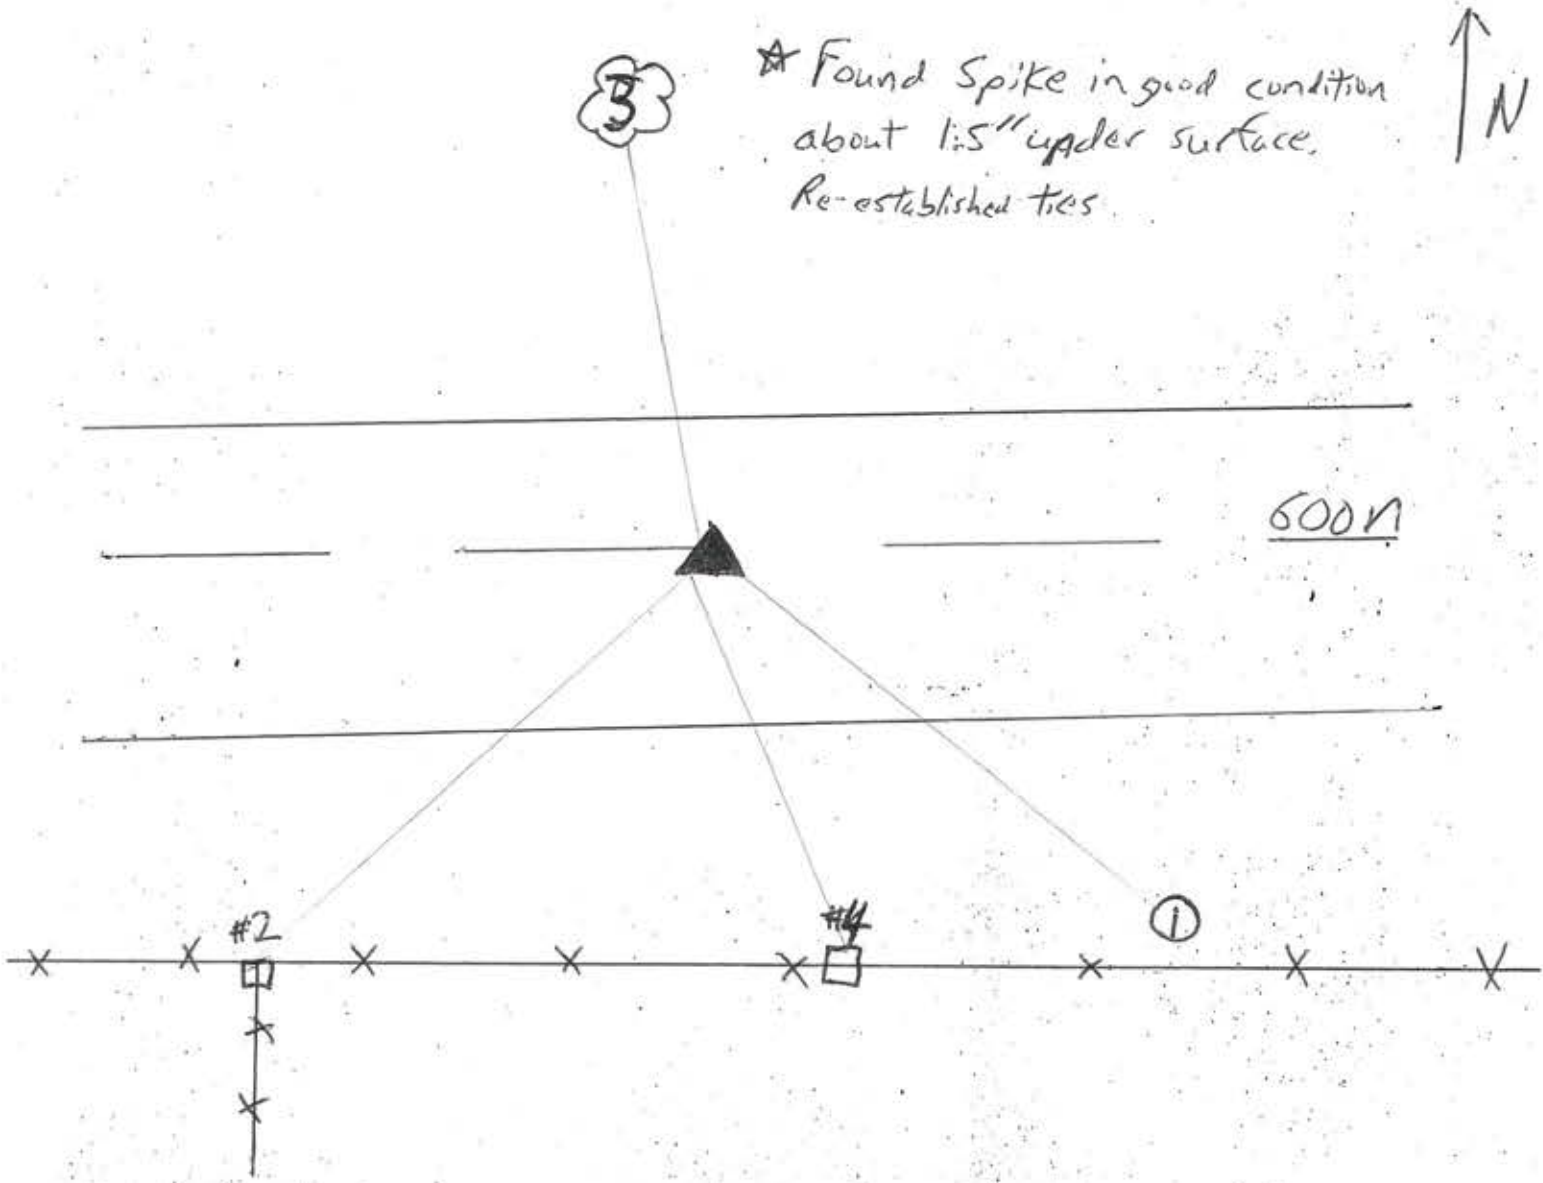 3
☆ Found Spike in good condition
about 1.5" under surface.
Re-established ties.
N
600N
#2
#4
1